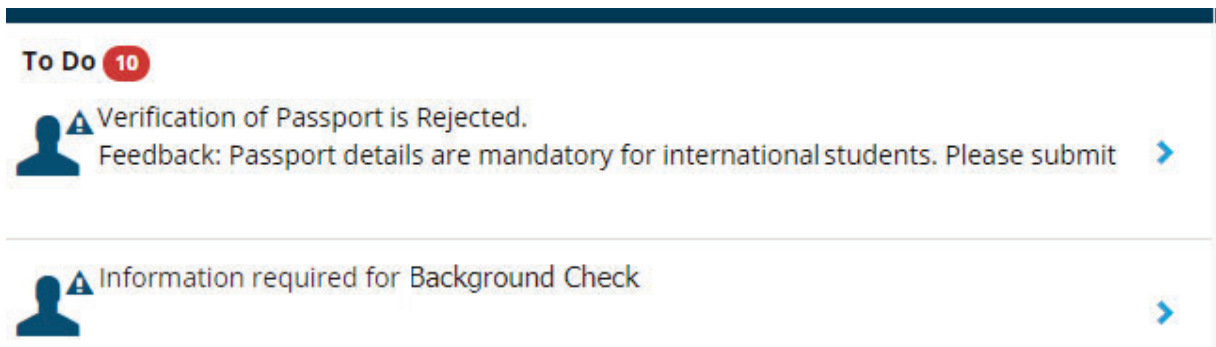 To Do 10
Verification of Passport is Rejected.
Feedback: Passport details are mandatory for international students. Please submit
Information required for Background Check